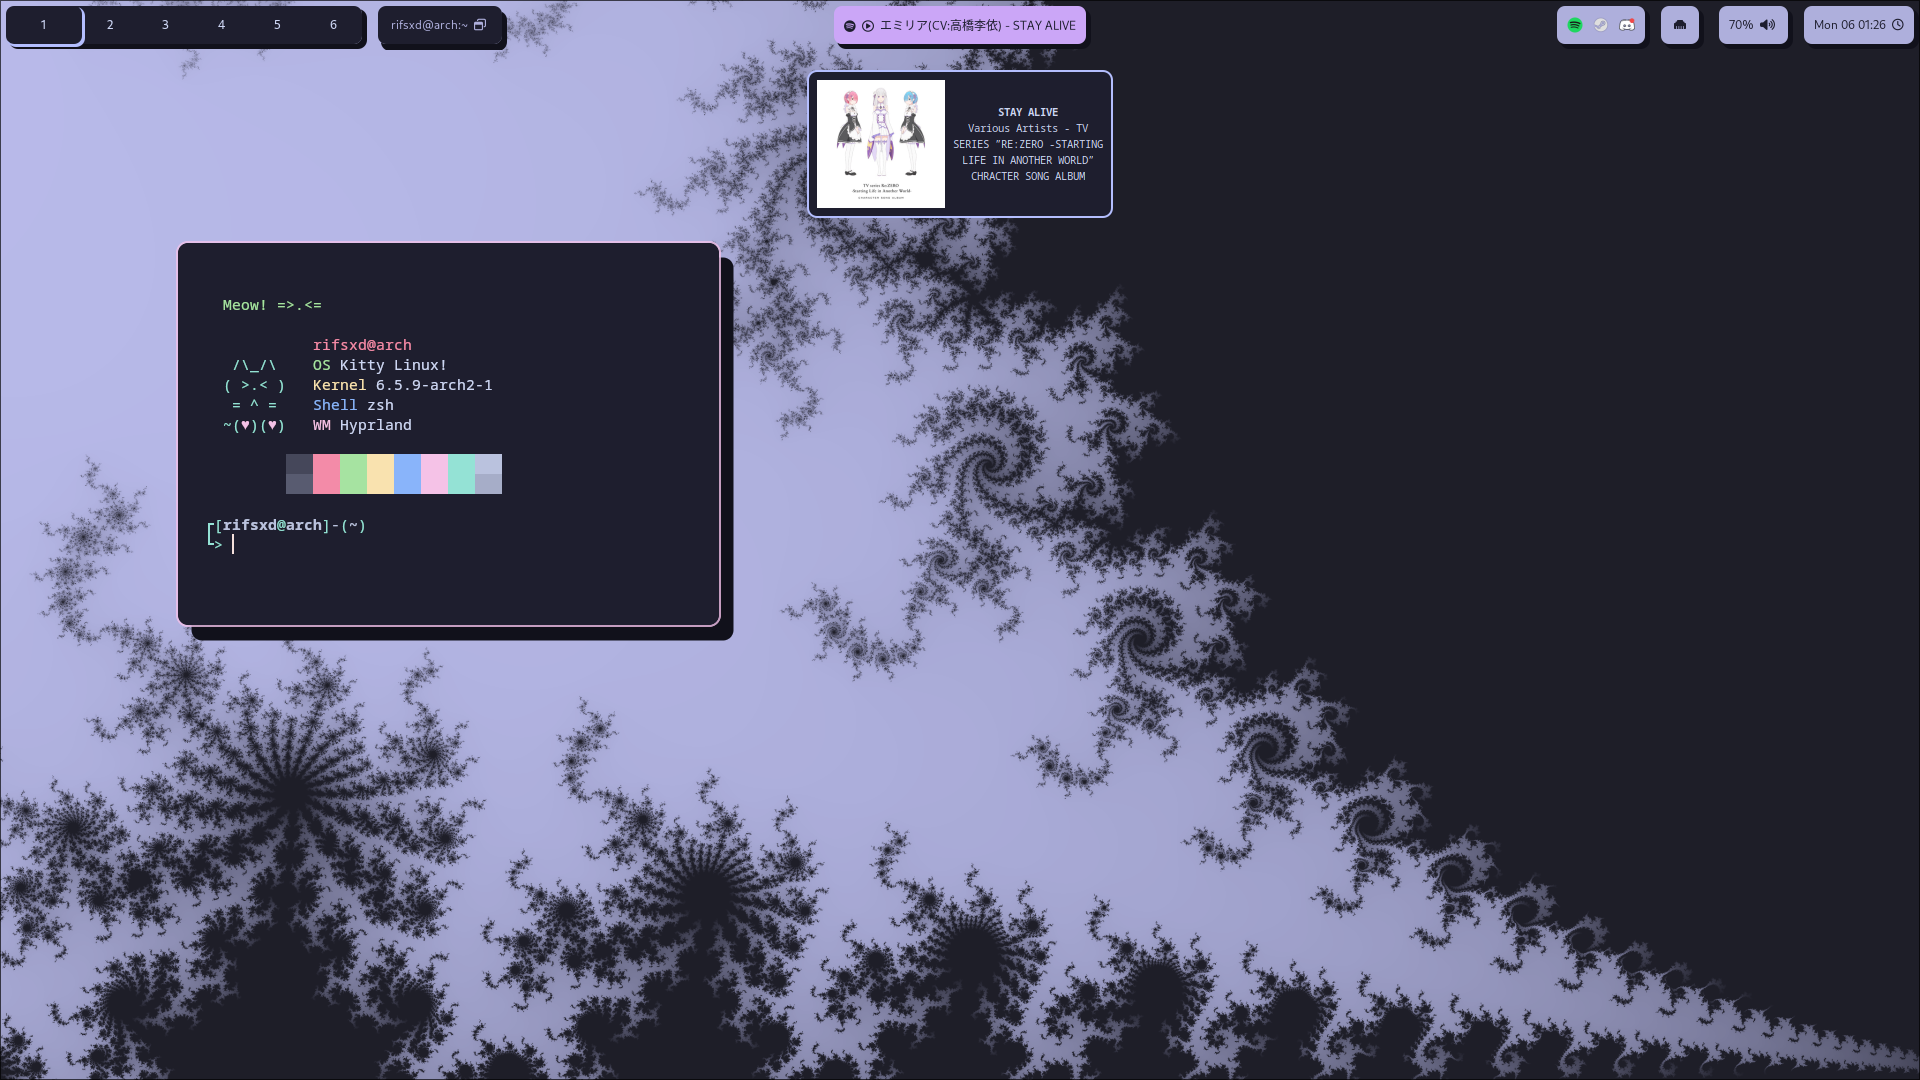 1 2 3 4 5 6
rifsxd@arch:~
エミリア(CV:高橋李依) - STAY ALIVE
70%
Mon 06 01:26
STAY ALIVE
Various Artists - TV
SERIES ”RE:ZERO -STARTING
LIFE IN ANOTHER WORLD”
CHRACTER SONG ALBUM
TV series Re:ZERO
-Starting Life in Another World-
CHARACTER SONG ALBUM
Meow! =>.<=
rifsxd@arch
/\_/\ OS Kitty Linux!
( >.< ) Kernel 6.5.9-arch2-1
= ^ = Shell zsh
~(♥)(♥) WM Hyprland
┌[rifsxd@arch]-(~)
└>